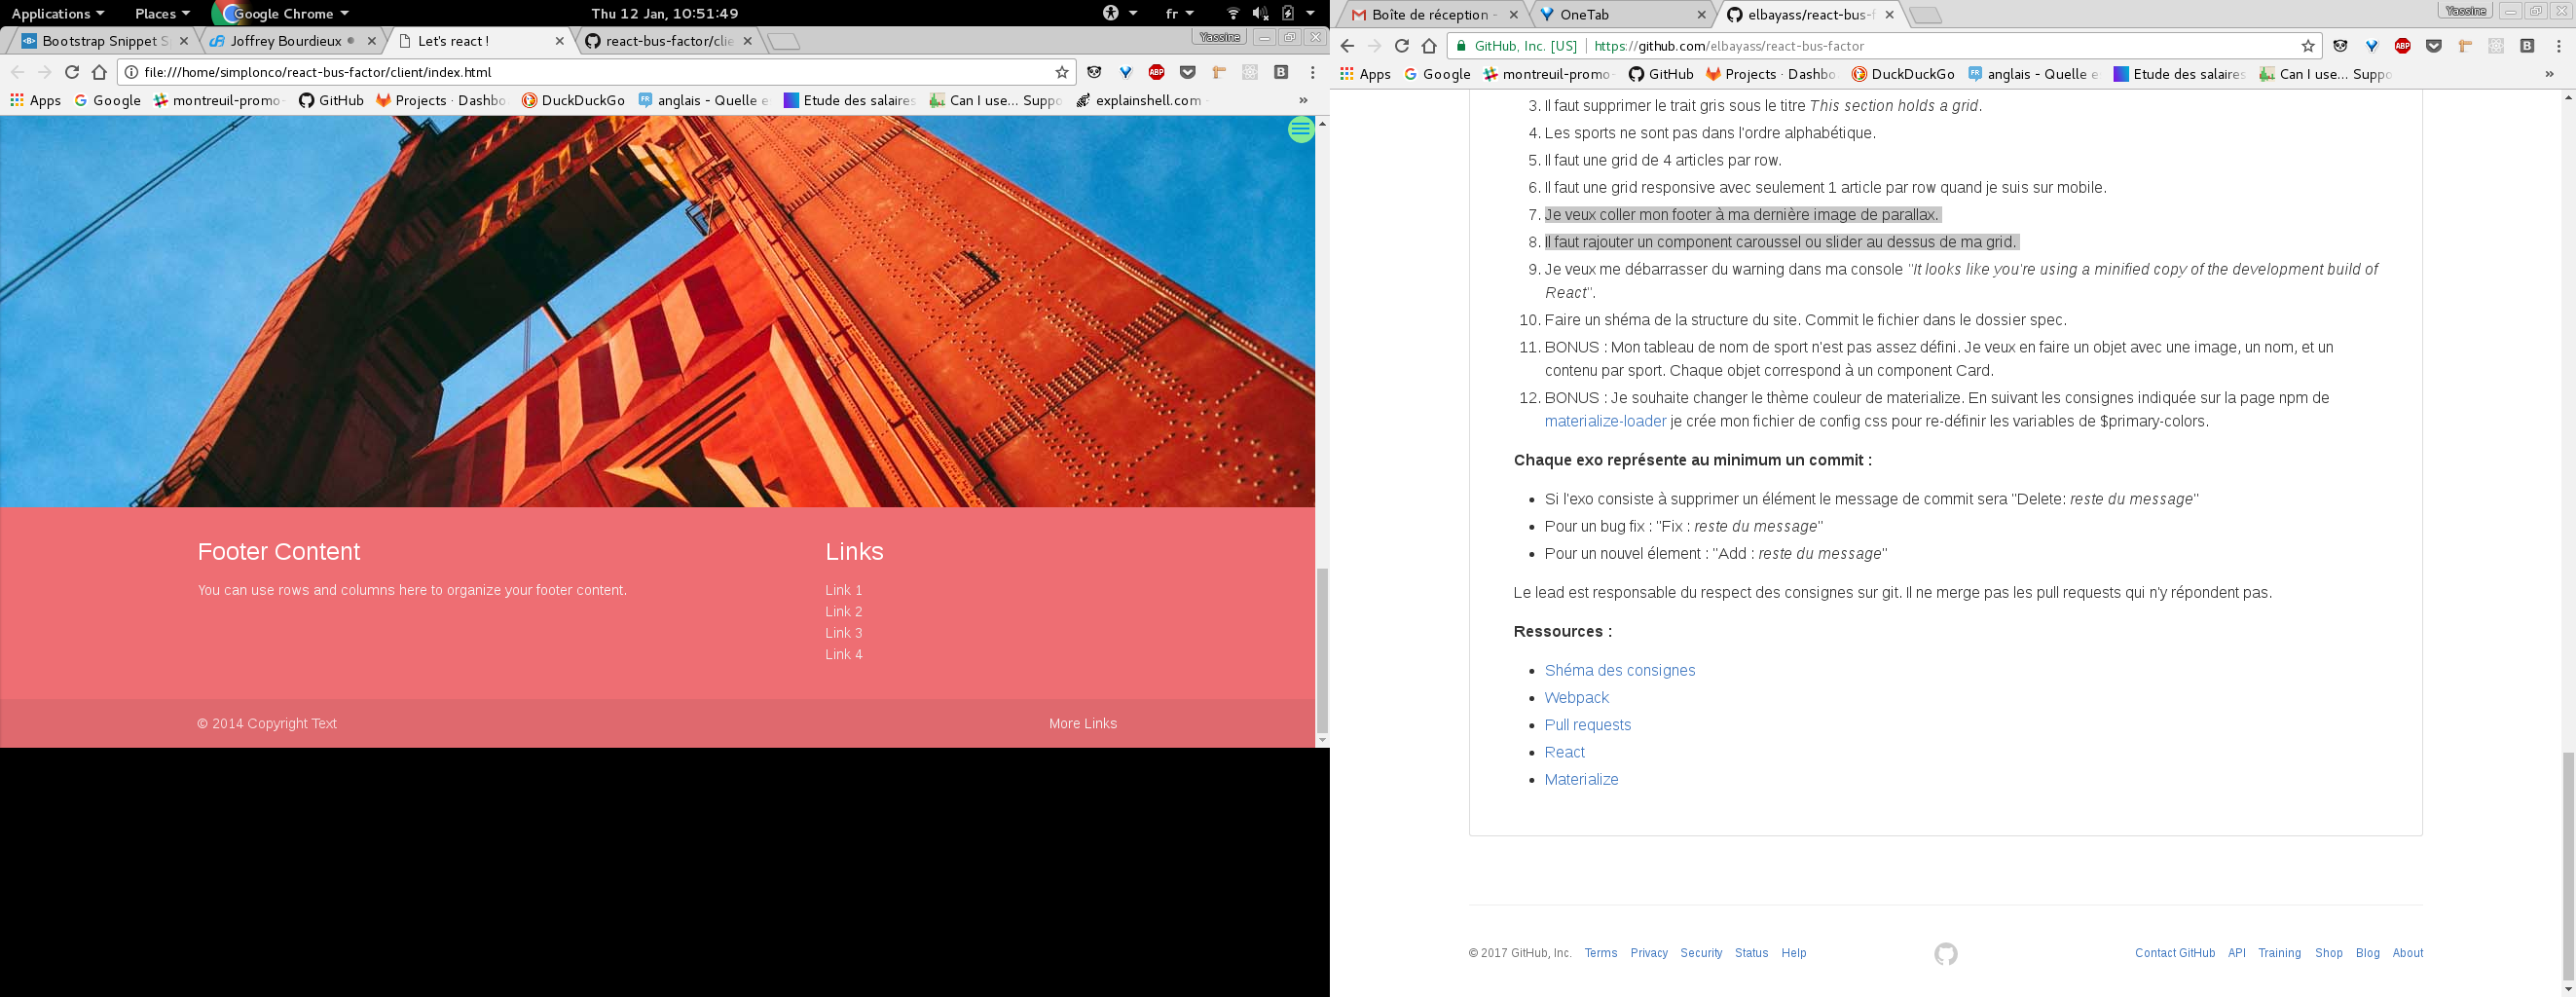 Applications Places Google Chrome Thu 12 Jan, 10:51:49 fr
Bootstrap Snippet Joffrey Bourdieux Let's react ! react-bus-factor/clie Yassine
file:///home/simplonco/react-bus-factor/client/index.html
Apps Google montreuil-promo- GitHub Projects · Dashbo DuckDuckGo anglais - Quelle e Etude des salaires Can I use... Suppo explainshell.com - »
Footer Content
You can use rows and columns here to organize your footer content.
Links
Link 1
Link 2
Link 3
Link 4
© 2014 Copyright Text More Links
Boîte de réception - OneTab elbayass/react-bus-f Yassine
GitHub, Inc. [US] https://github.com/elbayass/react-bus-factor
Apps Google montreuil-promo- GitHub Projects · Dashbo DuckDuckGo anglais - Quelle e Etude des salaires Can I use... Suppo »
3. Il faut supprimer le trait gris sous le titre This section holds a grid.
4. Les sports ne sont pas dans l'ordre alphabétique.
5. Il faut une grid de 4 articles par row.
6. Il faut une grid responsive avec seulement 1 article par row quand je suis sur mobile.
7. Je veux coller mon footer à ma dernière image de parallax.
8. Il faut rajouter un component caroussel ou slider au dessus de ma grid.
9. Je veux me débarrasser du warning dans ma console "It looks like you're using a minified copy of the development build of
React".
10. Faire un shéma de la structure du site. Commit le fichier dans le dossier spec.
11. BONUS : Mon tableau de nom de sport n'est pas assez défini. Je veux en faire un objet avec une image, un nom, et un
contenu par sport. Chaque objet correspond à un component Card.
12. BONUS : Je souhaite changer le thème couleur de materialize. En suivant les consignes indiquée sur la page npm de
materialize-loader je crée mon fichier de config css pour re-définir les variables de $primary-colors.
Chaque exo représente au minimum un commit :
• Si l'exo consiste à supprimer un élément le message de commit sera "Delete: reste du message"
• Pour un bug fix : "Fix : reste du message"
• Pour un nouvel élement : "Add : reste du message"
Le lead est responsable du respect des consignes sur git. Il ne merge pas les pull requests qui n'y répondent pas.
Ressources :
• Shéma des consignes
• Webpack
• Pull requests
• React
• Materialize
© 2017 GitHub, Inc. Terms Privacy Security Status Help Contact GitHub API Training Shop Blog About